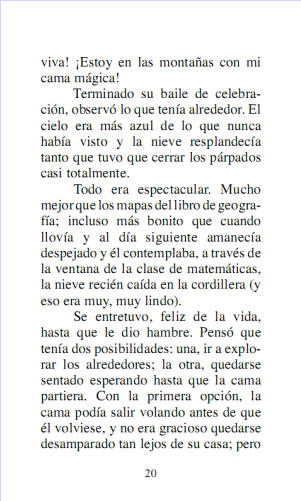 viva! ¡Estoy en las montañas con mi
cama mágica!
Terminado su baile de celebra-
ción, observó lo que tenía alrededor. El
cielo era más azul de lo que nunca
había visto y la nieve resplandecía
tanto que tuvo que cerrar los párpados
casi totalmente.
Todo era espectacular. Mucho
mejor que los mapas del libro de geogra-
fía; incluso más bonito que cuando
llovía y al día siguiente amanecía
despejado y él contemplaba, a través de
la ventana de la clase de matemáticas,
la nieve recién caída en la cordillera (y
eso era muy, muy lindo).
Se entretuvo, feliz de la vida,
hasta que le dio hambre. Pensó que
tenía dos posibilidades: una, ir a explo-
rar los alrededores; la otra, quedarse
sentado esperando hasta que la cama
partiera. Con la primera opción, la
cama podía salir volando antes de que
él volviese, y no era gracioso quedarse
desamparado tan lejos de su casa; pero
20